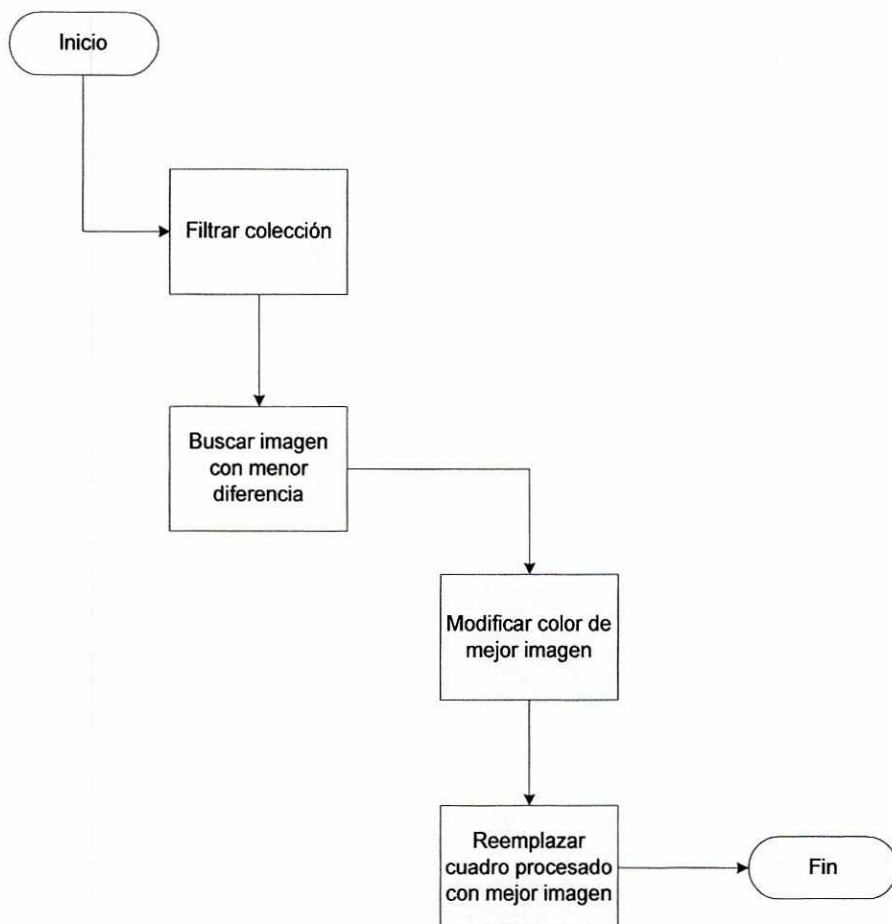 Inicio
Filtrar colección
Buscar imagen
con menor
diferencia
Modificar color de
mejor imagen
Reemplazar
cuadro procesado
con mejor imagen
Fin